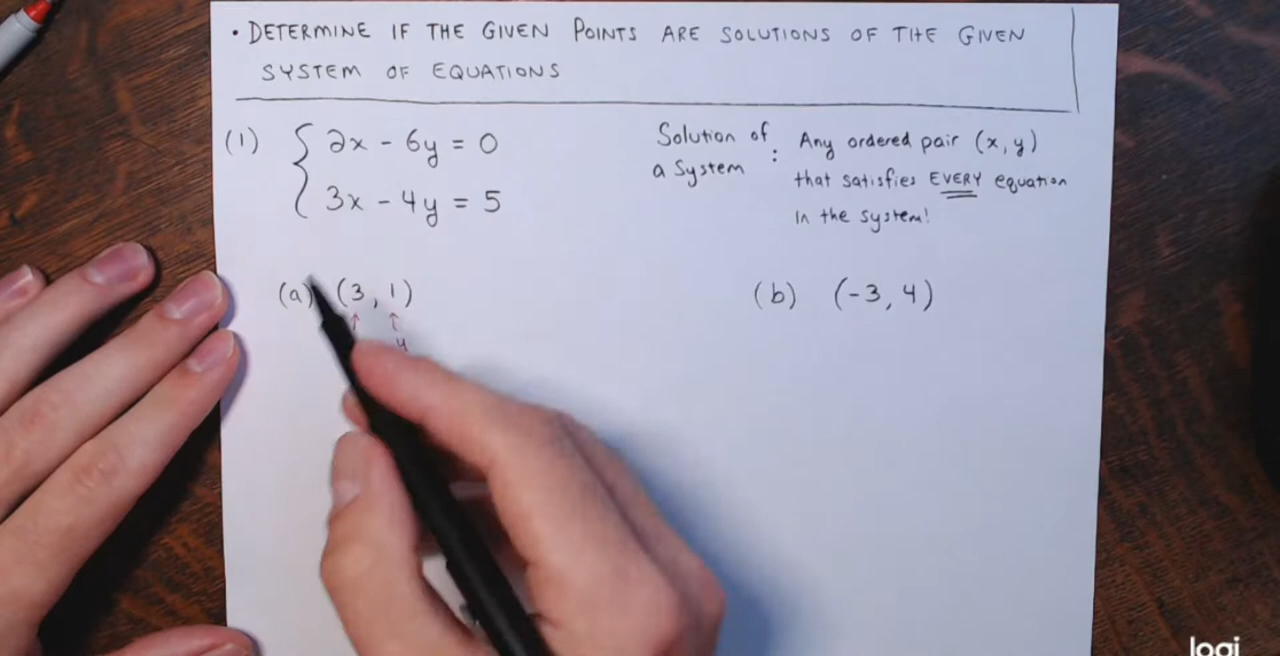 • DETERMINE IF THE GIVEN POINTS ARE SOLUTIONS OF THE GIVEN
SYSTEM OF EQUATIONS
(1) { 2x - 6y = 0
3x - 4y = 5
Solution of a System :
Any ordered pair (x, y)
that satisfies EVERY equation
in the system!
(a) (3, 1)
↑ ↑
y
(b) (-3, 4)
logi